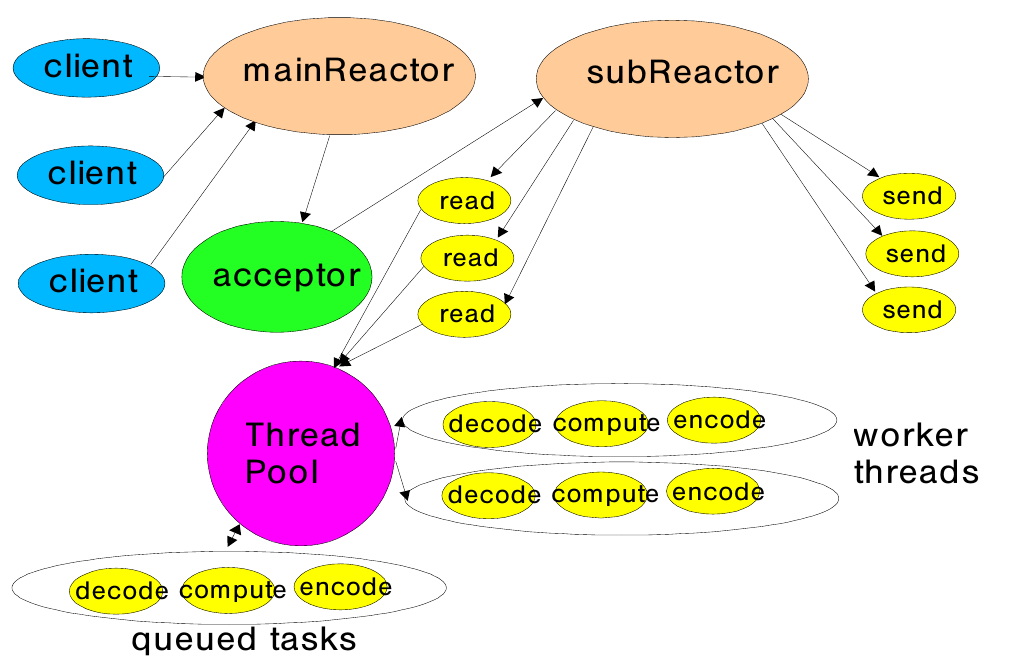 client
mainReactor
subReactor
client
client
acceptor
read
read
read
send
send
send
Thread
Pool
decode compute encode
decode compute encode
worker
threads
decode compute encode
queued tasks